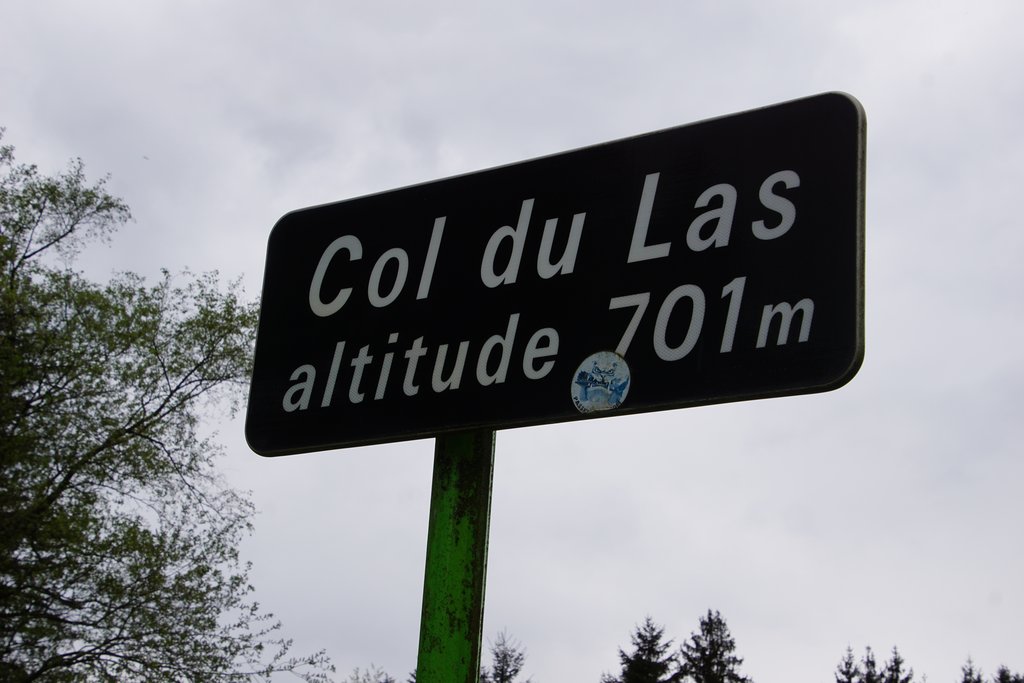 Col du Las
altitude 701m